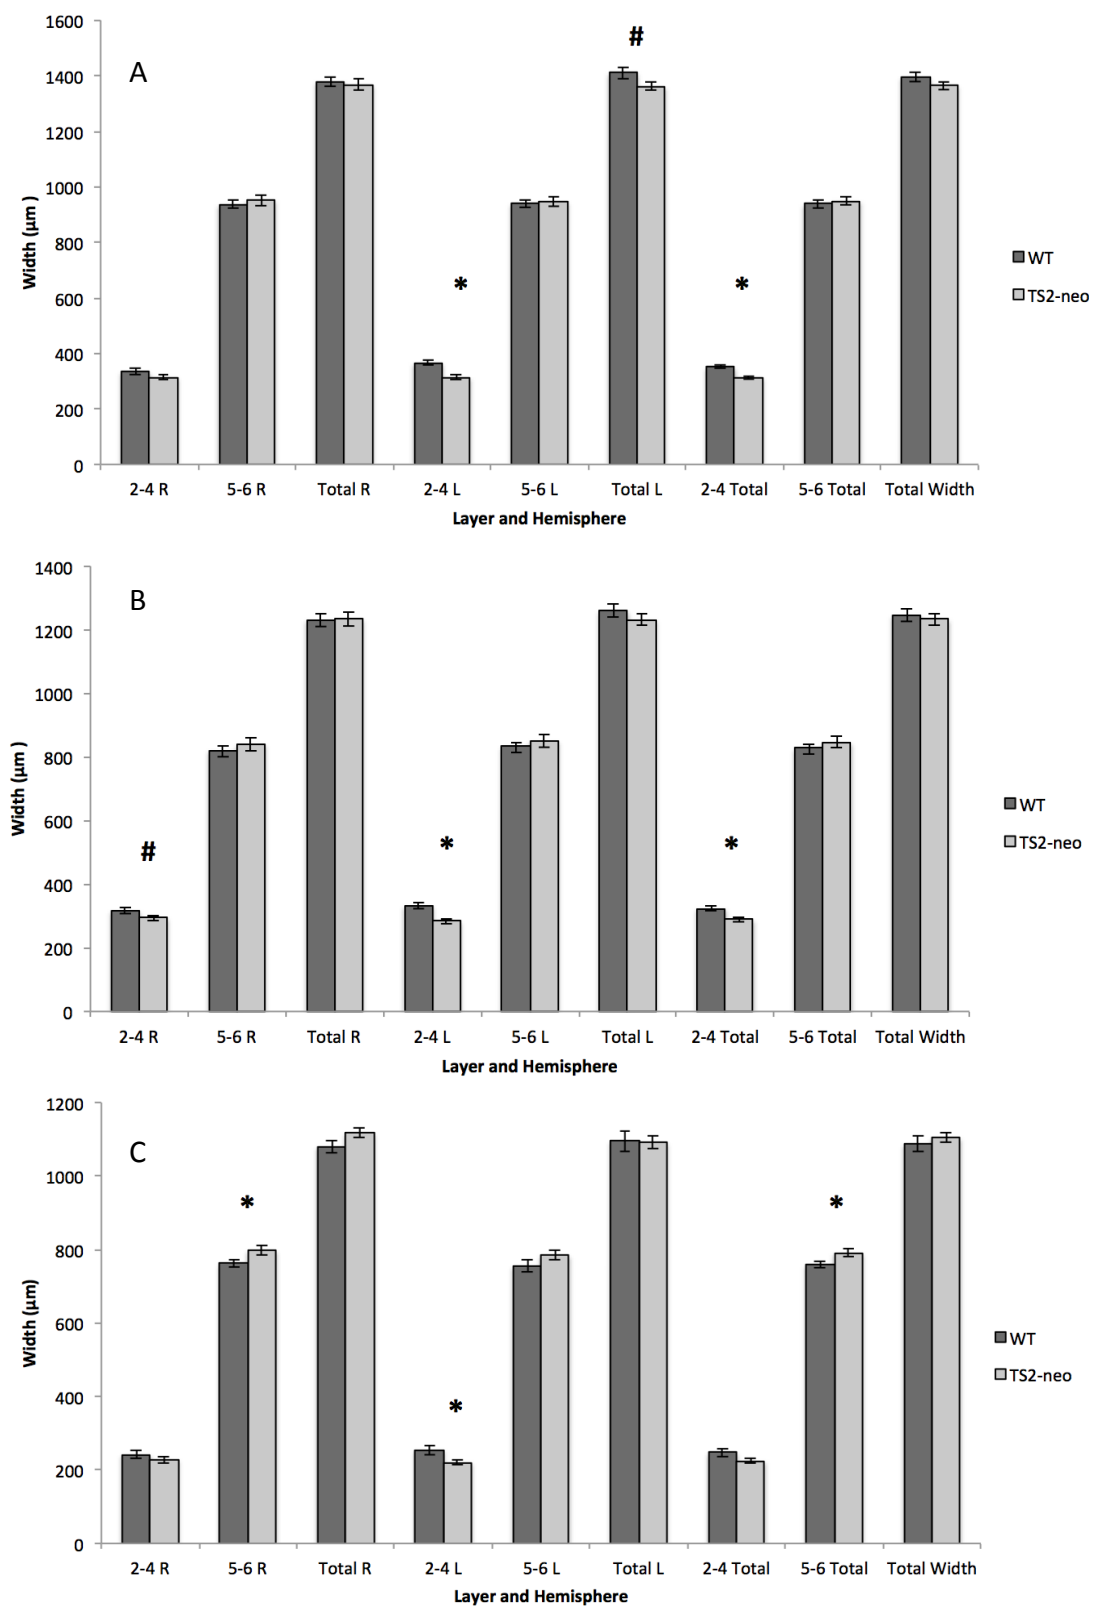 1600
1400
1200
1000
800
600
400
200
0
Width (µm )
A
#
*
*
WT
TS2-neo
2-4 R 5-6 R Total R 2-4 L 5-6 L Total L 2-4 Total 5-6 Total Total Width
Layer and Hemisphere
1400
1200
1000
800
600
400
200
0
Width (µm )
B
#
*
*
WT
TS2-neo
2-4 R 5-6 R Total R 2-4 L 5-6 L Total L 2-4 Total 5-6 Total Total Width
Layer and Hemisphere
1200
1000
800
600
400
200
0
Width (µm)
C
*
*
*
WT
TS2-neo
2-4 R 5-6 R Total R 2-4 L 5-6 L Total L 2-4 Total 5-6 Total Total Width
Layer and Hemisphere